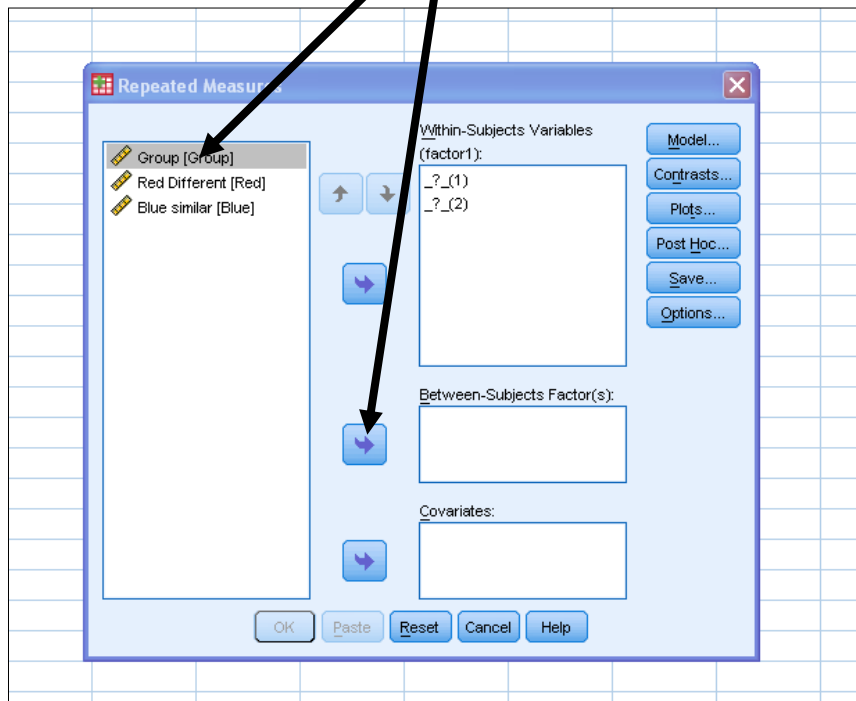 Repeated Measures
Group [Group]
Red Different [Red]
Blue similar [Blue]
Within-Subjects Variables
(factor1):
_?_(1)
_?_(2)
Between-Subjects Factor(s):
Covariates:
Model...
Contrasts...
Plots...
Post Hoc...
Save...
Options...
OK
Paste
Reset
Cancel
Help